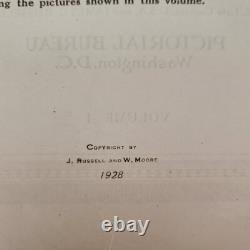 ng the pictures shown in this volume.
PICTORIAL BUREAU
Washington, D.C.
VOLUME I
COPYRIGHT BY
J. RUSSELL AND W. MOORE
1928